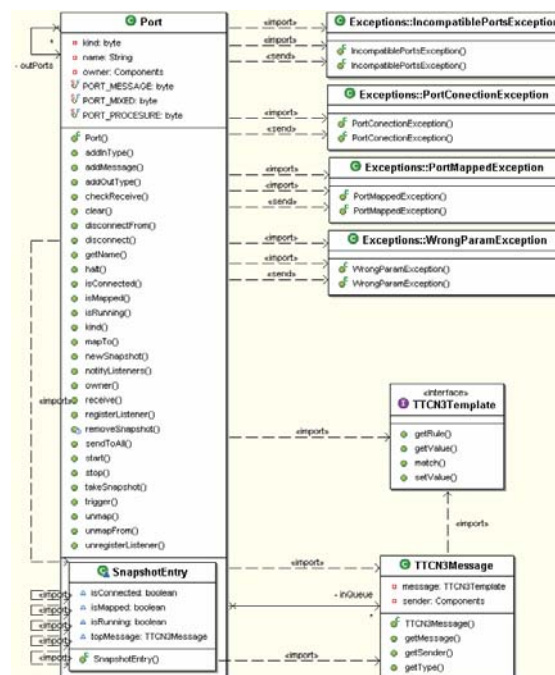 Port
kind: byte
name: String
owner: Components
PORT_MESSAGE: byte
PORT_MIXED: byte
PORT_PROCESURE: byte
Port()
addInType()
addMessage()
addOutType()
checkReceive()
clear()
disconnectFrom()
disconnect()
getName()
halt()
isConnected()
isMapped()
isRunning()
kind()
mapTo()
newSnapshot()
notifyListeners()
owner()
receive()
registerListener()
removeSnapshot()
sendToAll()
start()
stop()
takeSnapshot()
trigger()
unmap()
unmapFrom()
unregisterListener()
*
- outPorts
«import»
SnapshotEntry
isConnected: boolean
isMapped: boolean
isRunning: boolean
topMessage: TTCN3Message
SnapshotEntry()
«import»
«import»
«import»
«import»
«import»
«import»
«import»
«send»
Exceptions::IncompatiblePortsException
IncompatiblePortsException()
IncompatiblePortsException()
«import»
«send»
Exceptions::PortConectionException
PortConectionException()
PortConectionException()
«import»
«import»
«send»
Exceptions::PortMappedException
PortMappedException()
PortMappedException()
«import»
«import»
«send»
Exceptions::WrongParamException
WrongParamException()
WrongParamException()
«import»
«interface»
TTCN3Template
getRule()
getValue()
match()
setValue()
«import»
«import»
- inQueue
*
«import»
TTCN3Message
message: TTCN3Template
sender: Components
TTCN3Message()
getMessage()
getSender()
getType()